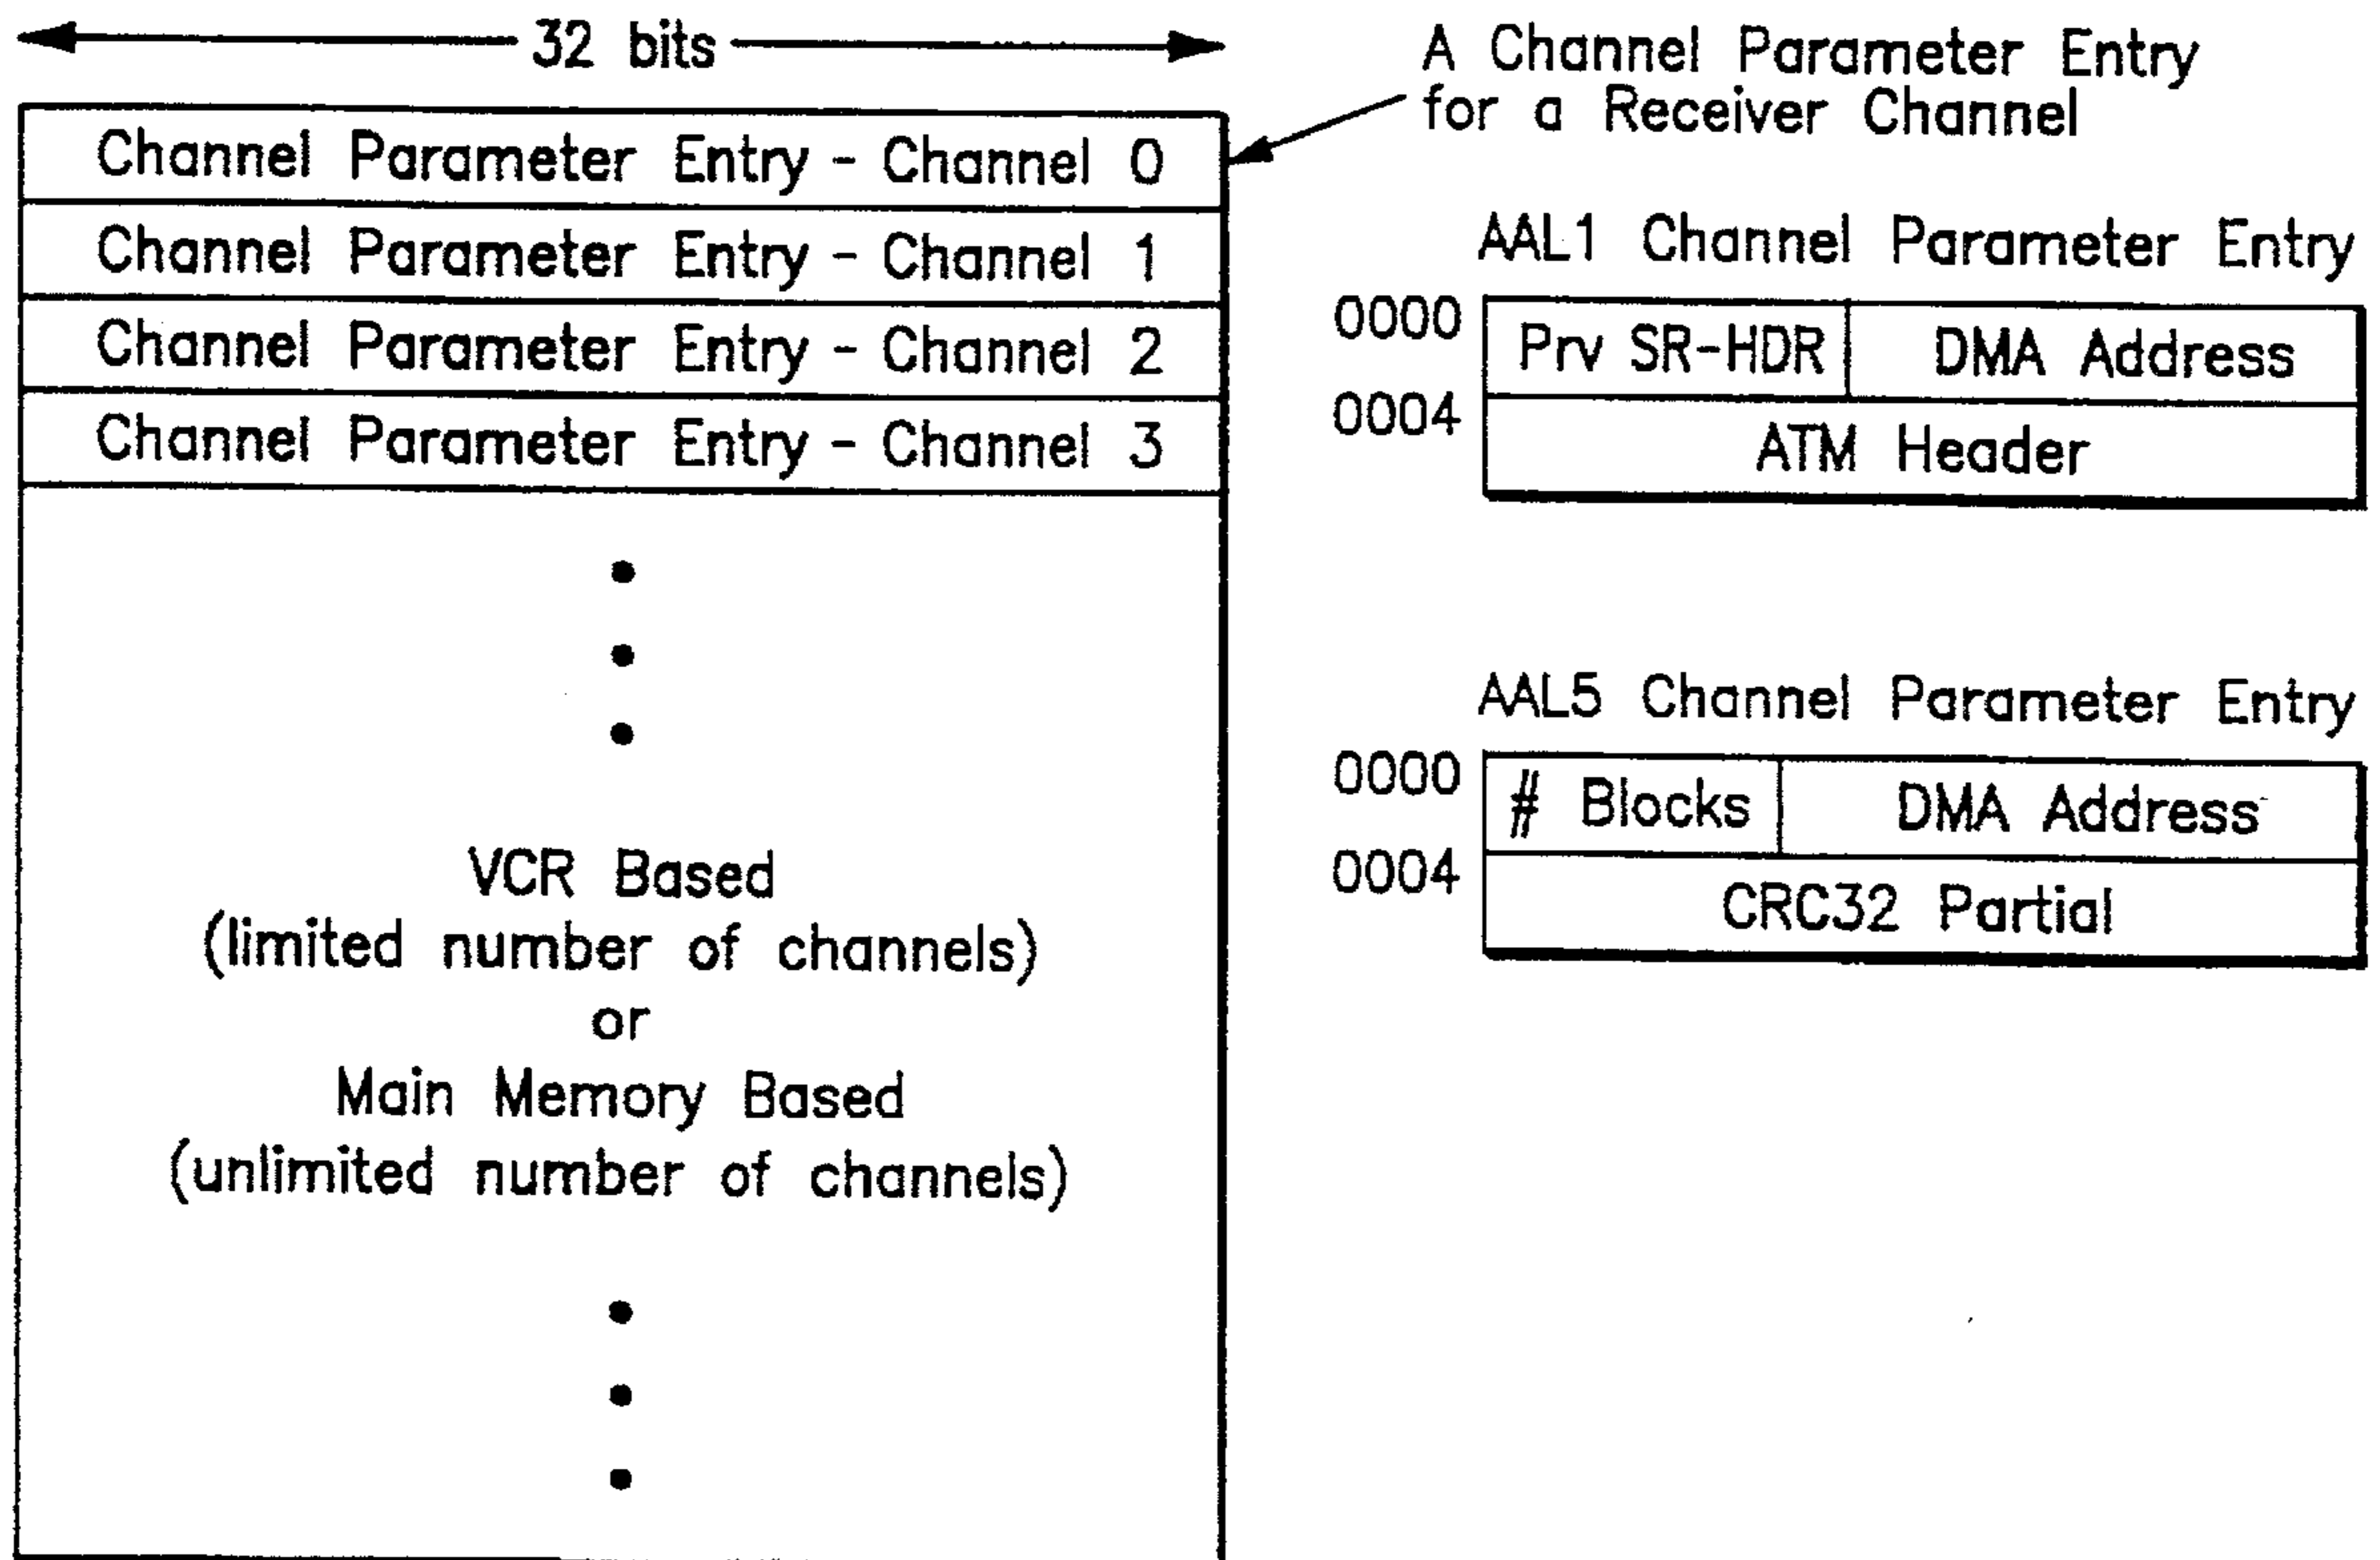 32 bits
Channel Parameter Entry - Channel 0
Channel Parameter Entry - Channel 1
Channel Parameter Entry - Channel 2
Channel Parameter Entry - Channel 3
VCR Based
(limited number of channels)
or
Main Memory Based
(unlimited number of channels)
A Channel Parameter Entry
for a Receiver Channel
AAL1 Channel Parameter Entry
0000 Prv SR-HDR DMA Address
0004 ATM Header
AAL5 Channel Parameter Entry
0000 # Blocks DMA Address
0004 CRC32 Partial